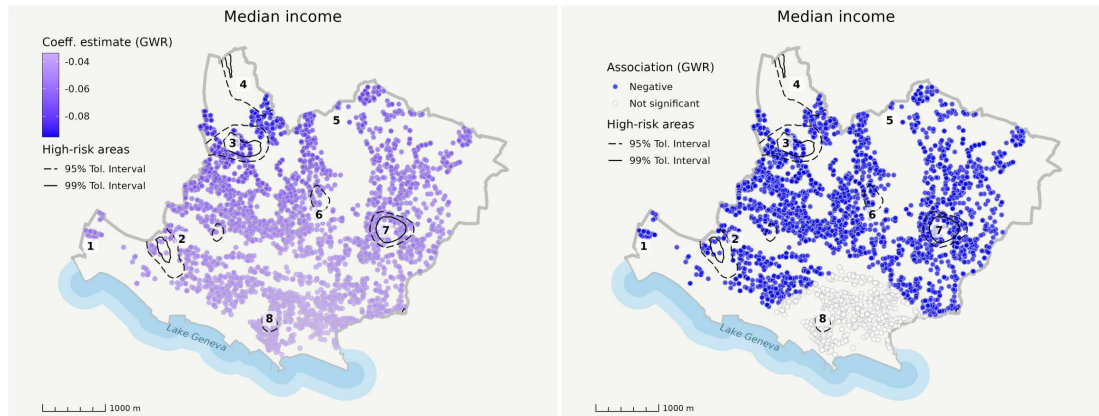 Median income
Coeff. estimate (GWR)
-0.04
-0.06
-0.08
High-risk areas
95% Tol. Interval
99% Tol. Interval
4
5
3
6
7
1
2
8
Lake Geneva
1000 m
Median income
Association (GWR)
Negative
Not significant
High-risk areas
95% Tol. Interval
99% Tol. Interval
4
5
3
6
7
1
2
8
Lake Geneva
1000 m